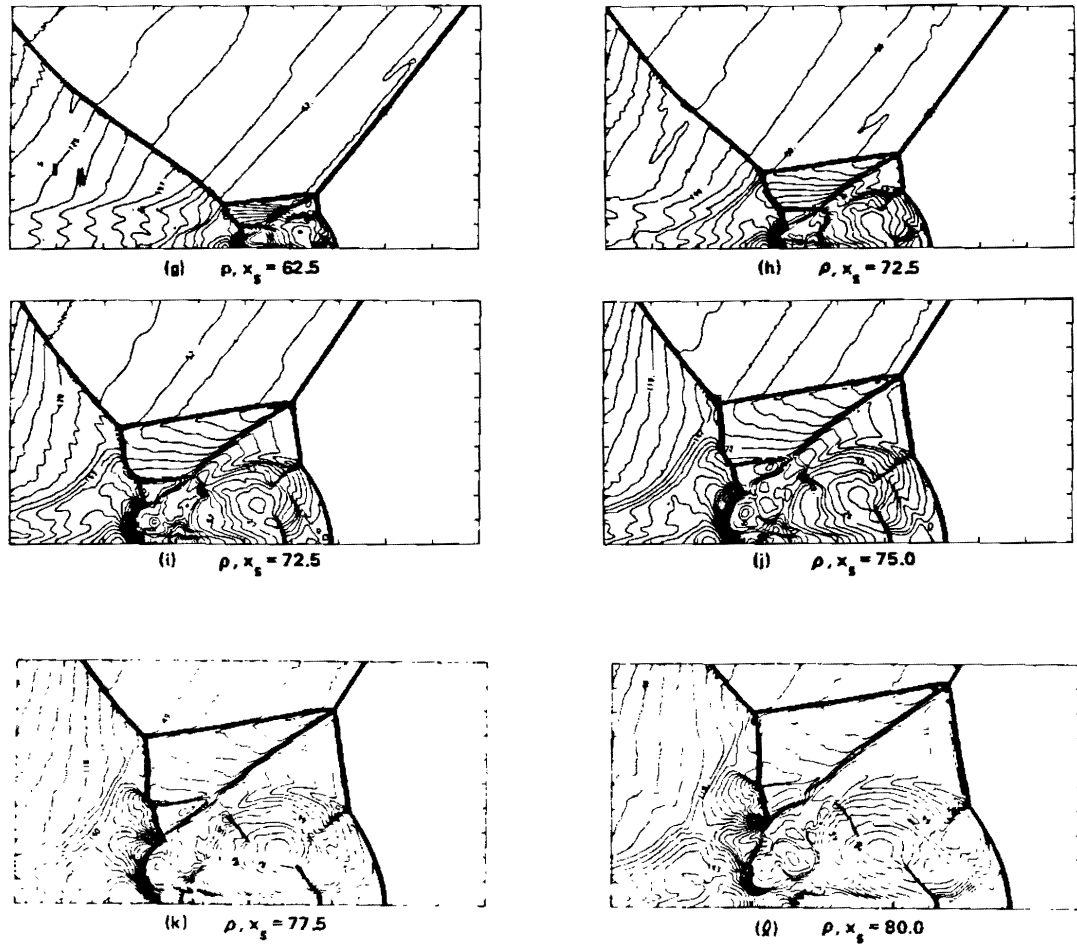 (g) p, x_s = 62.5
(h) ρ, x_s = 72.5
(i) ρ, x_s = 72.5
(j) ρ, x_s = 75.0
(k) ρ, x_s = 77.5
(ℓ) ρ, x_s = 80.0